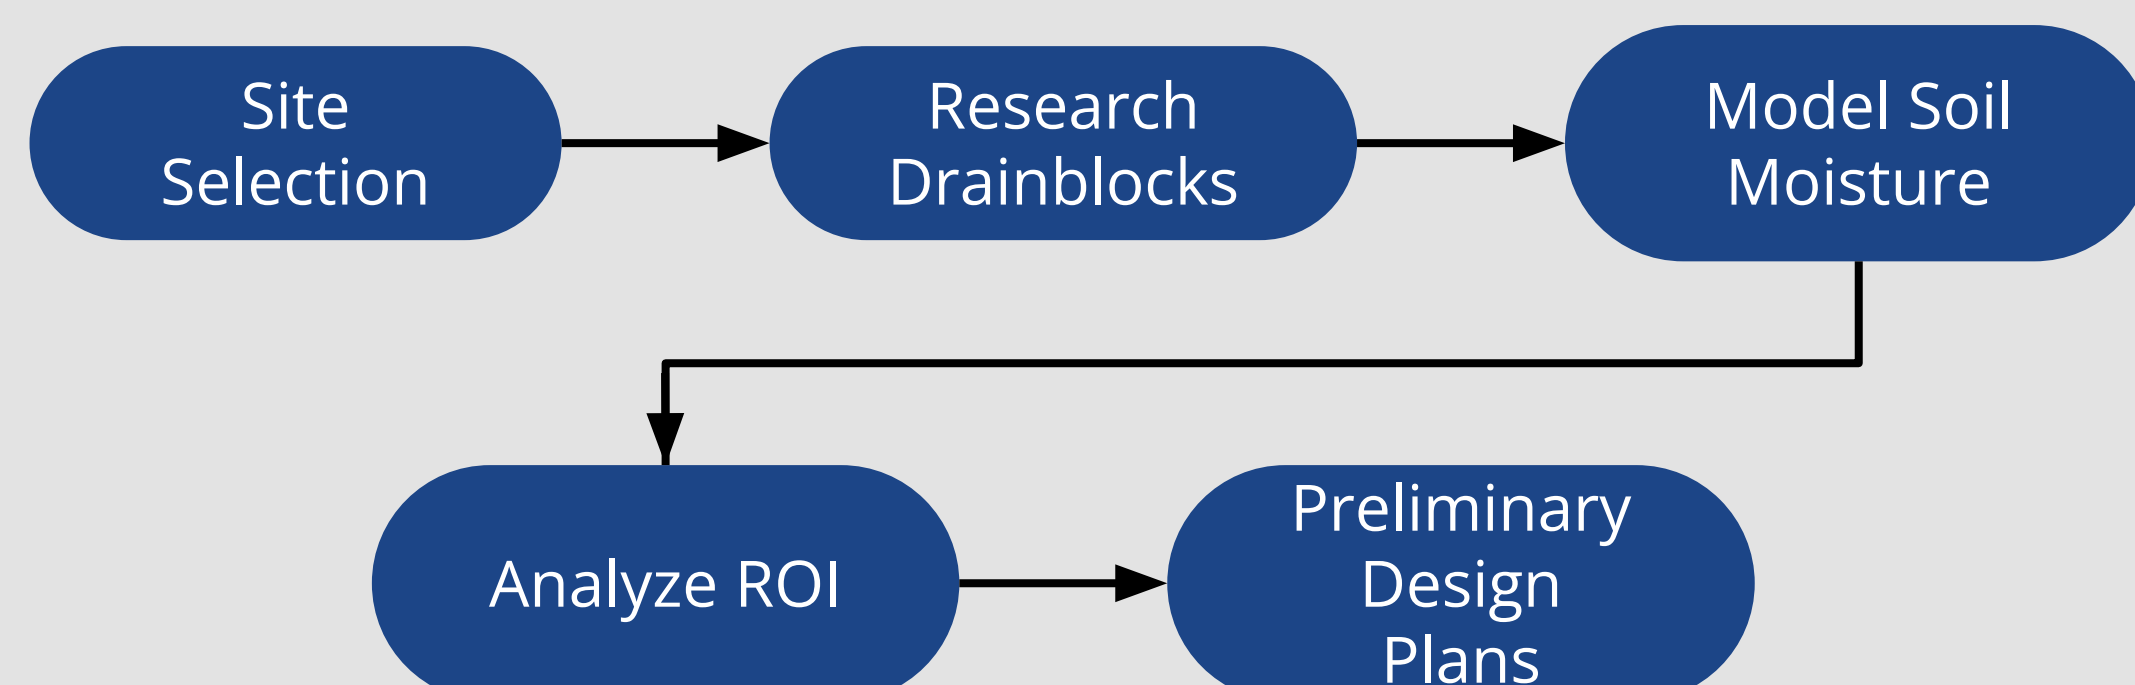 Site
Selection
Research
Drainblocks
Model Soil
Moisture
Analyze ROI
Preliminary
Design
Plans